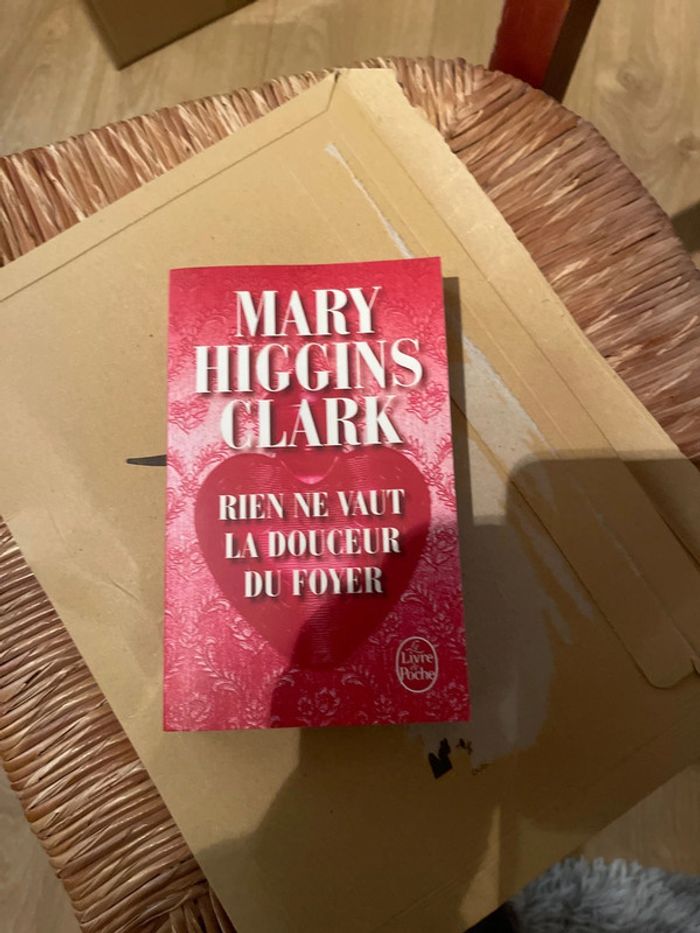 MARY
HIGGINS
CLARK
RIEN NE VAUT
LA DOUCEUR
DU FOYER
Le
Livre
de
Poche